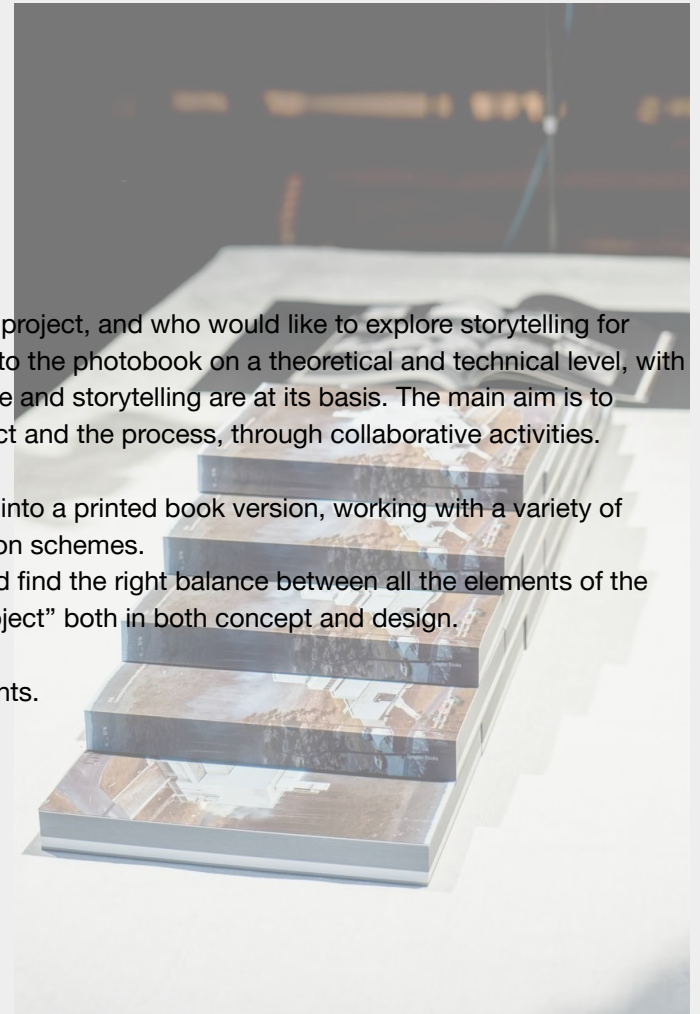 project, and who would like to explore storytelling for
to the photobook on a theoretical and technical level, with
e and storytelling are at its basis. The main aim is to
ct and the process, through collaborative activities.
into a printed book version, working with a variety of
on schemes.
d find the right balance between all the elements of the
ject” both in both concept and design.
nts.